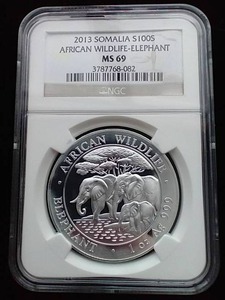 2013 SOMALIA S100S
AFRICAN WILDLIFE-ELEPHANT
MS 69
3787768-082
NGC
AFRICAN WILDLIFE
ELEPHANT
1 oz Ag 999